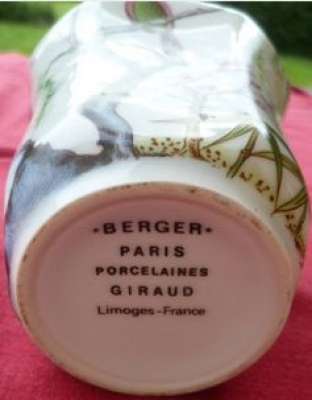 •BERGER•
PARIS
PORCELAINES
GIRAUD
Limoges-France